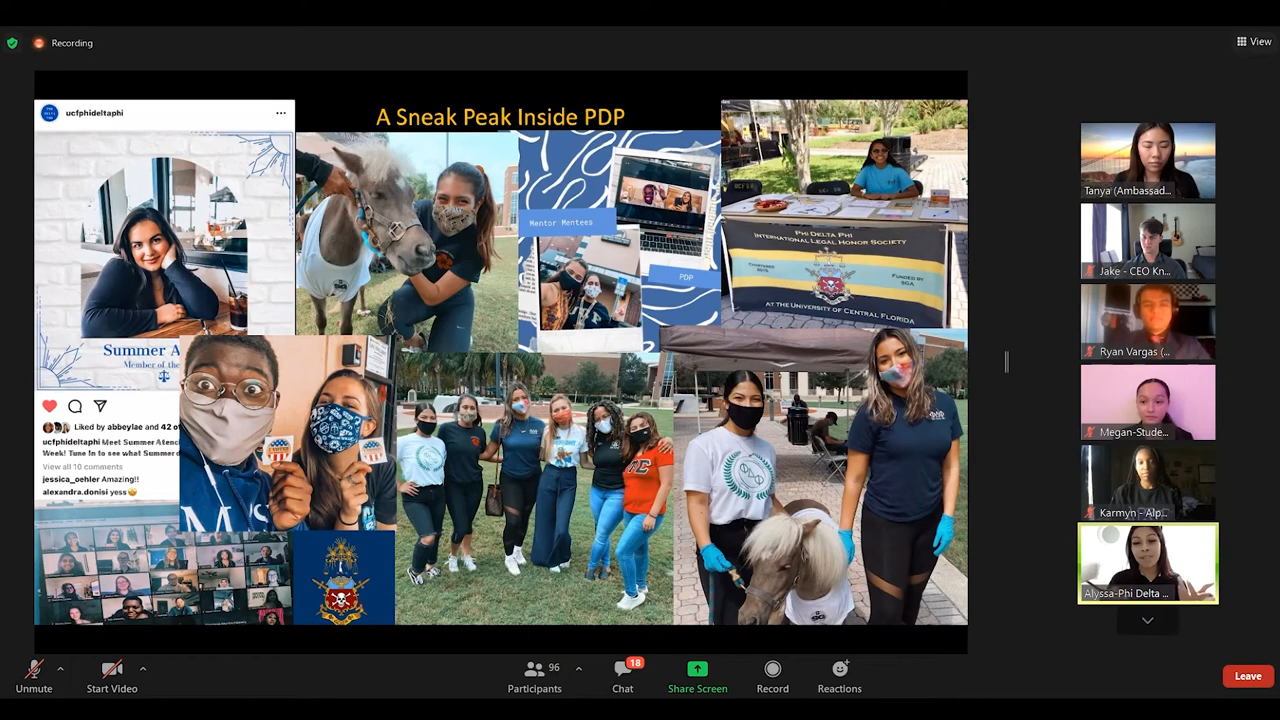 Recording
View
ucfphideltaphi
A Sneak Peak Inside PDP
Mentor Mentees
PDP
PHI DELTA PHI
INTERNATIONAL LEGAL HONOR SOCIETY
CHARTERED
FUNDED BY
SGA
AT THE UNIVERSITY OF CENTRAL FLORIDA
Summer A
Member of the
Liked by abbeylae and 42 ot
ucfphideltaphi Meet Summer Atenc
Week! Tune In to see what Summer d
View all 10 comments
jessica_oehler Amazing!!
alexandra.donisi yess
Tanya (Ambassad...
Jake - CEO Kn...
Ryan Vargas (...
Megan-Stude...
Karmyn - Alp...
Alyssa-Phi Delta ...
Unmute
Start Video
Participants
96
Chat
18
Share Screen
Record
Reactions
Leave